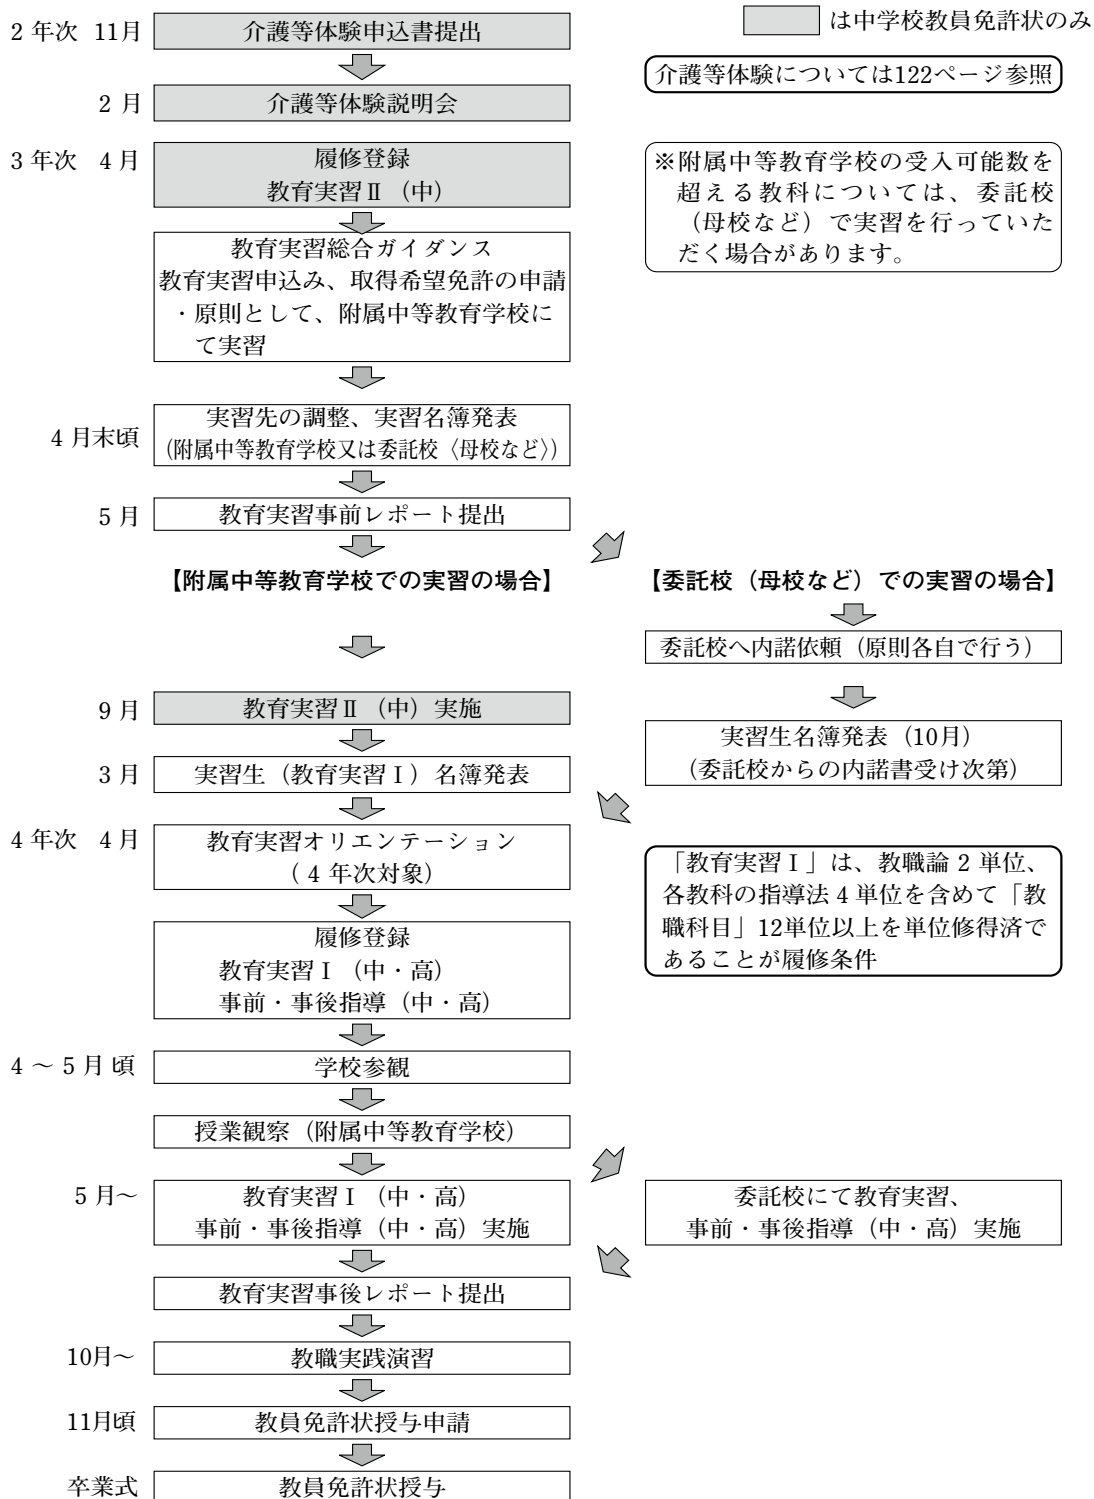 2年次 11月 介護等体験申込書提出
は中学校教員免許状のみ
介護等体験については122ページ参照
2月 介護等体験説明会
3年次 4月 履修登録
教育実習Ⅱ（中）
※附属中等教育学校の受入可能数を
超える教科については、委託校
（母校など）で実習を行っていた
だく場合があります。
教育実習総合ガイダンス
教育実習申込み、取得希望免許の申請
・原則として、附属中等教育学校に
て実習
4月末頃 実習先の調整、実習名簿発表
（附属中等教育学校又は委託校〈母校など〉）
5月 教育実習事前レポート提出
【附属中等教育学校での実習の場合】
【委託校（母校など）での実習の場合】
委託校へ内諾依頼（原則各自で行う）
9月 教育実習Ⅱ（中）実施
実習生名簿発表（10月）
（委託校からの内諾書受け次第）
3月 実習生（教育実習Ⅰ）名簿発表
4年次 4月 教育実習オリエンテーション
（4年次対象）
「教育実習Ⅰ」は、教職論2単位、
各教科の指導法4単位を含めて「教
職科目」12単位以上を単位修得済で
あることが履修条件
履修登録
教育実習Ⅰ（中・高）
事前・事後指導（中・高）
4～5月頃 学校参観
授業観察（附属中等教育学校）
5月～ 教育実習Ⅰ（中・高）
事前・事後指導（中・高）実施
委託校にて教育実習、
事前・事後指導（中・高）実施
教育実習事後レポート提出
10月～ 教職実践演習
11月頃 教員免許状授与申請
卒業式 教員免許状授与